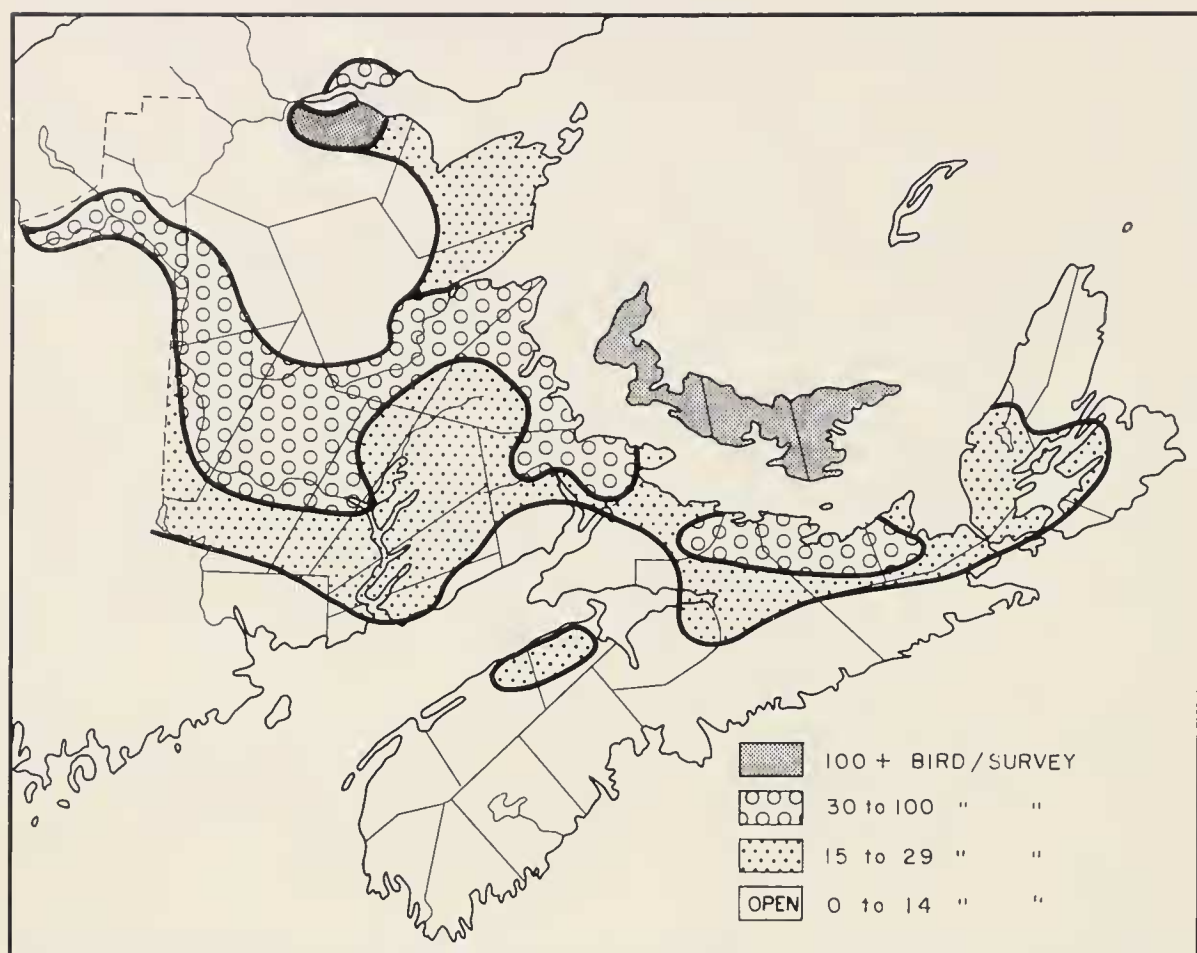 100 + BIRD / SURVEY
30 to 100 " "
15 to 29 " "
OPEN 0 to 14 " "